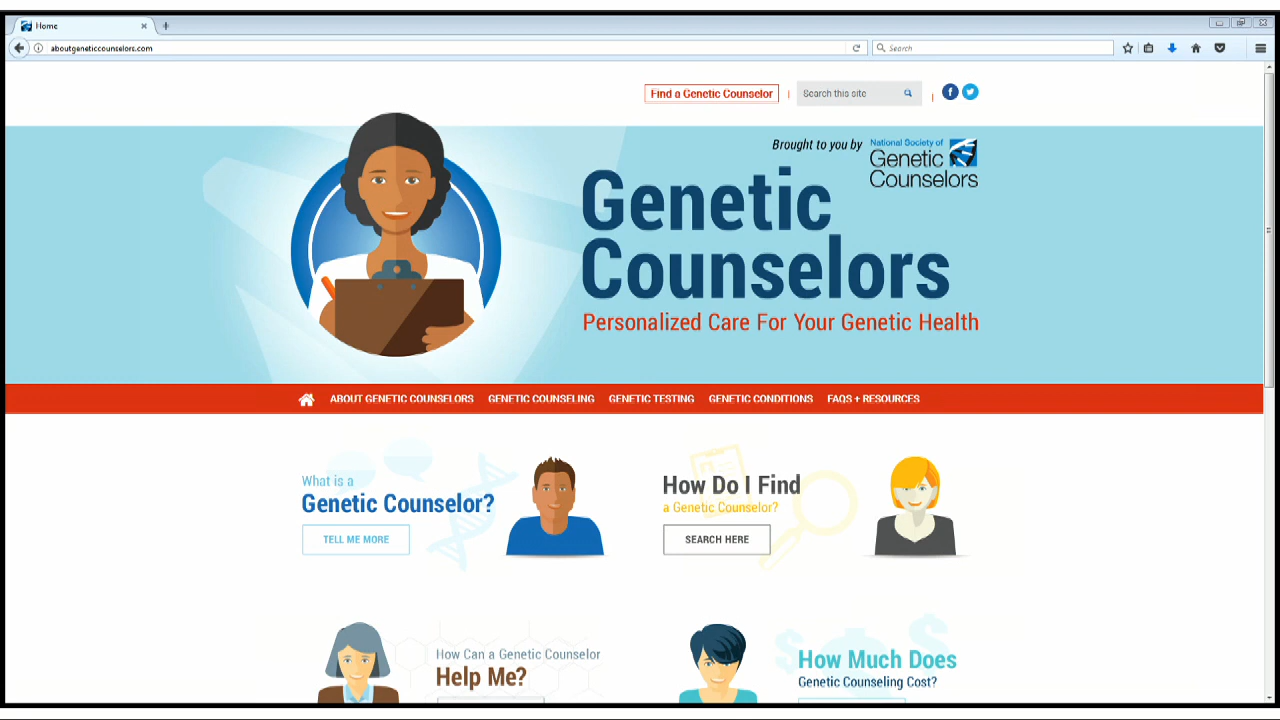 Home
aboutgeneticcounselors.com
Search
Find a Genetic Counselor
Search this site
Brought to you by
National Society of
Genetic
Counselors
Genetic
Counselors
Personalized Care For Your Genetic Health
ABOUT GENETIC COUNSELORS GENETIC COUNSELING GENETIC TESTING GENETIC CONDITIONS FAQS + RESOURCES
What is a
Genetic Counselor?
TELL ME MORE
How Do I Find
a Genetic Counselor?
SEARCH HERE
How Can a Genetic Counselor
Help Me?
How Much Does
Genetic Counseling Cost?